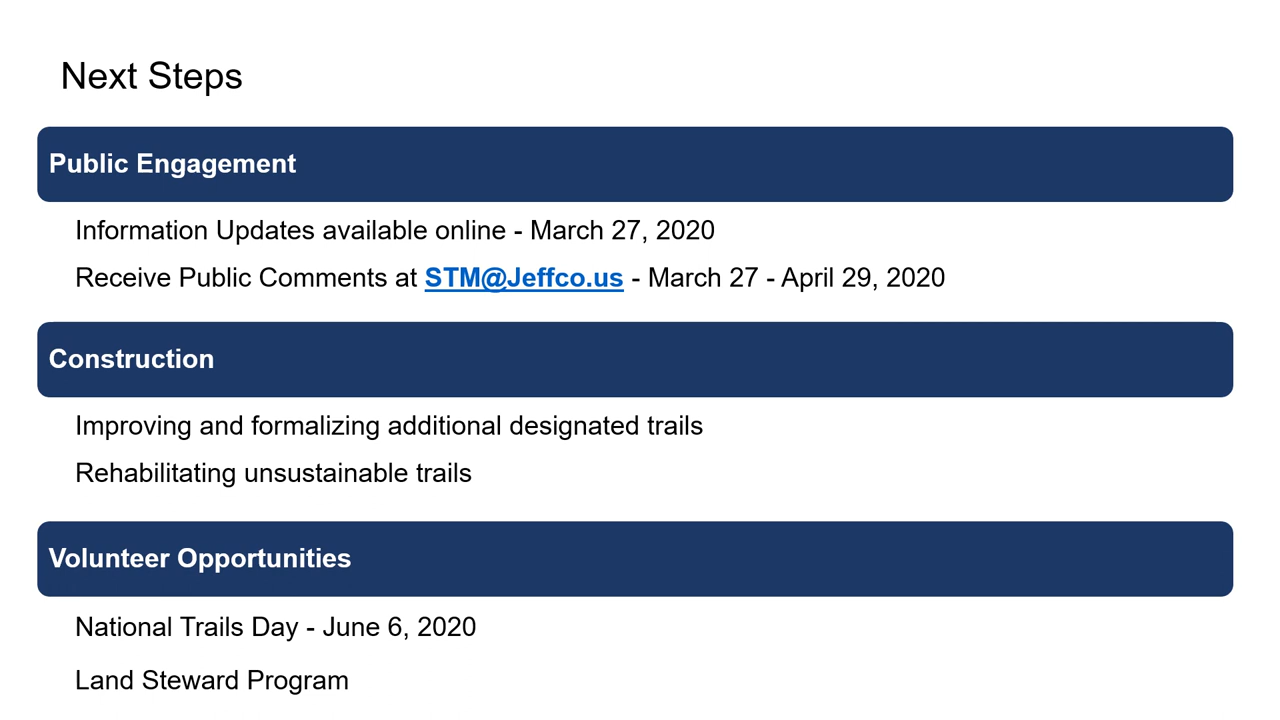 Next Steps
Public Engagement
Information Updates available online - March 27, 2020
Receive Public Comments at STM@Jeffco.us - March 27 - April 29, 2020
Construction
Improving and formalizing additional designated trails
Rehabilitating unsustainable trails
Volunteer Opportunities
National Trails Day - June 6, 2020
Land Steward Program